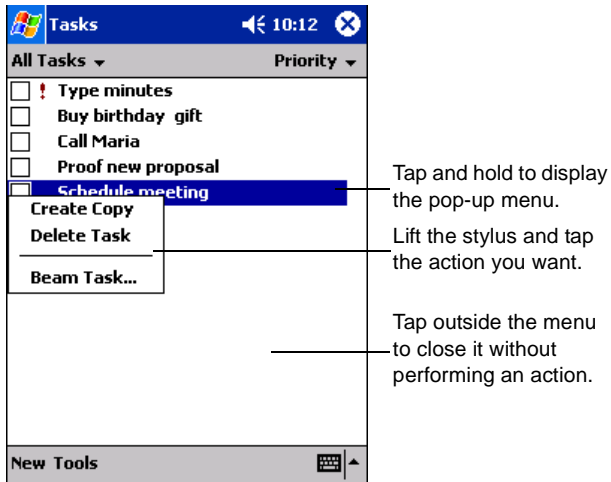 Tasks 10:12
All Tasks Priority
! Type minutes
Buy birthday gift
Call Maria
Proof new proposal
Schedule meeting
Create Copy
Delete Task
Beam Task...
New Tools
Tap and hold to display
the pop-up menu.
Lift the stylus and tap
the action you want.
Tap outside the menu
to close it without
performing an action.